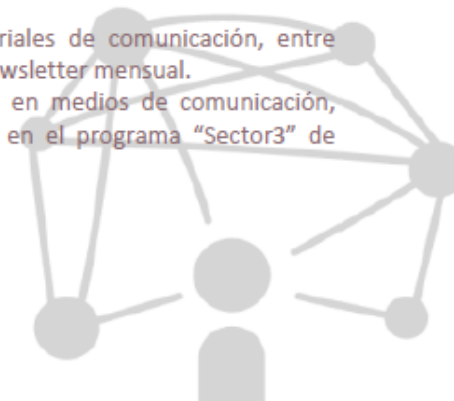 riales de comunicación, entre
wsletter mensual.
en medios de comunicación,
en el programa “Sector3” de